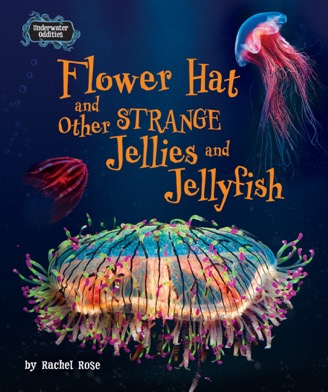 Underwater
Oddities
Flower Hat
and
Other STRANGE
Jellies and
Jellyfish
by Rachel Rose